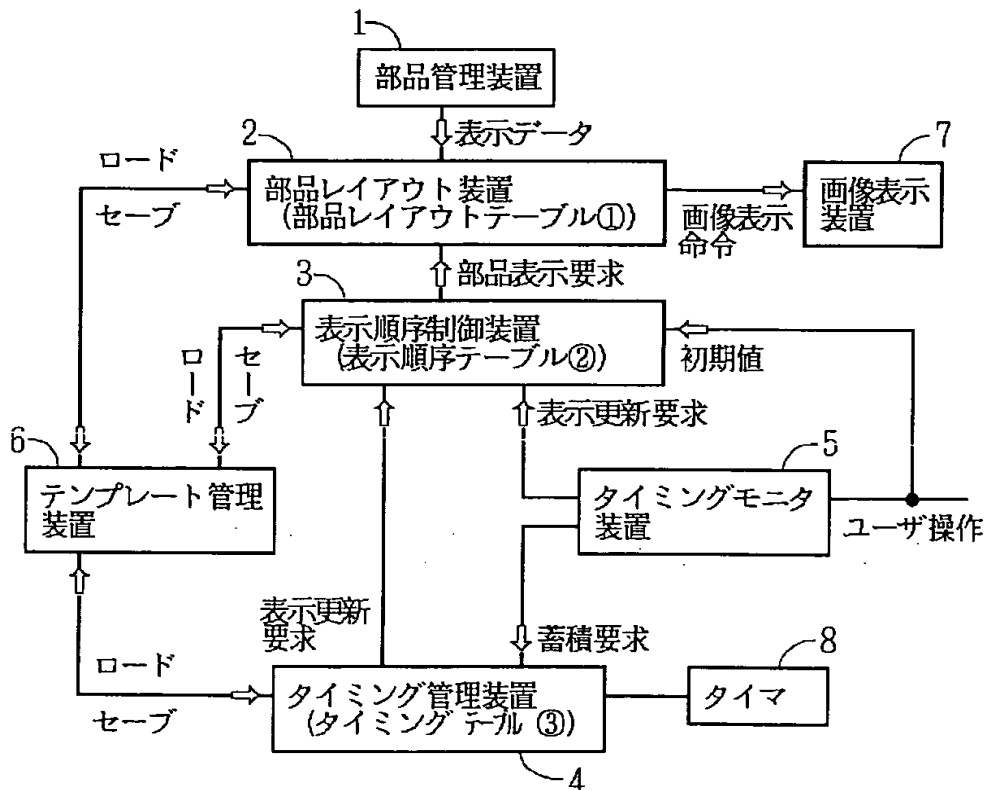 1
部品管理装置
表示データ
2
ロード
セーブ
部品レイアウト装置
(部品レイアウトテーブル①)
画像表示
命令
7
画像表示
装置
部品表示要求
3
表示順序制御装置
(表示順序テーブル②)
初期値
ロード
セーブ
表示更新要求
6
テンプレート管理
装置
5
タイミングモニタ
装置
ユーザ操作
表示更新
要求
蓄積要求
ロード
セーブ
タイミング管理装置
(タイミングテーブル③)
4
8
タイマ